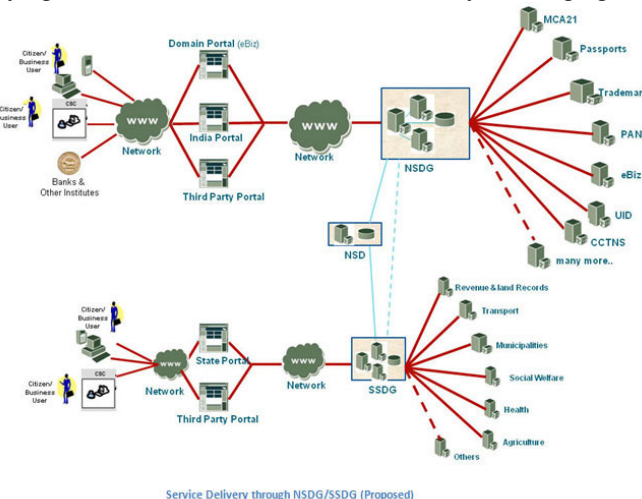 MCA21
Citizen/
Business
User
Domain Portal (eBiz)
Passports
Citizen/
Business
User
CSC
www
Network
India Portal
www
Network
NSDG
Trademar
PAN
Banks &
Other Institutes
Third Party Portal
eBiz
UID
CCTNS
many more..
NSD
Citizen/
Business
User
Revenue & land Records
Transport
State Portal
Municipalities
www
Network
www
Network
SSDG
Social Welfare
Citizen/
Business
User
CSC
Third Party Portal
Health
Agriculture
Others
Service Delivery through NSDG/SSDG (Proposed)